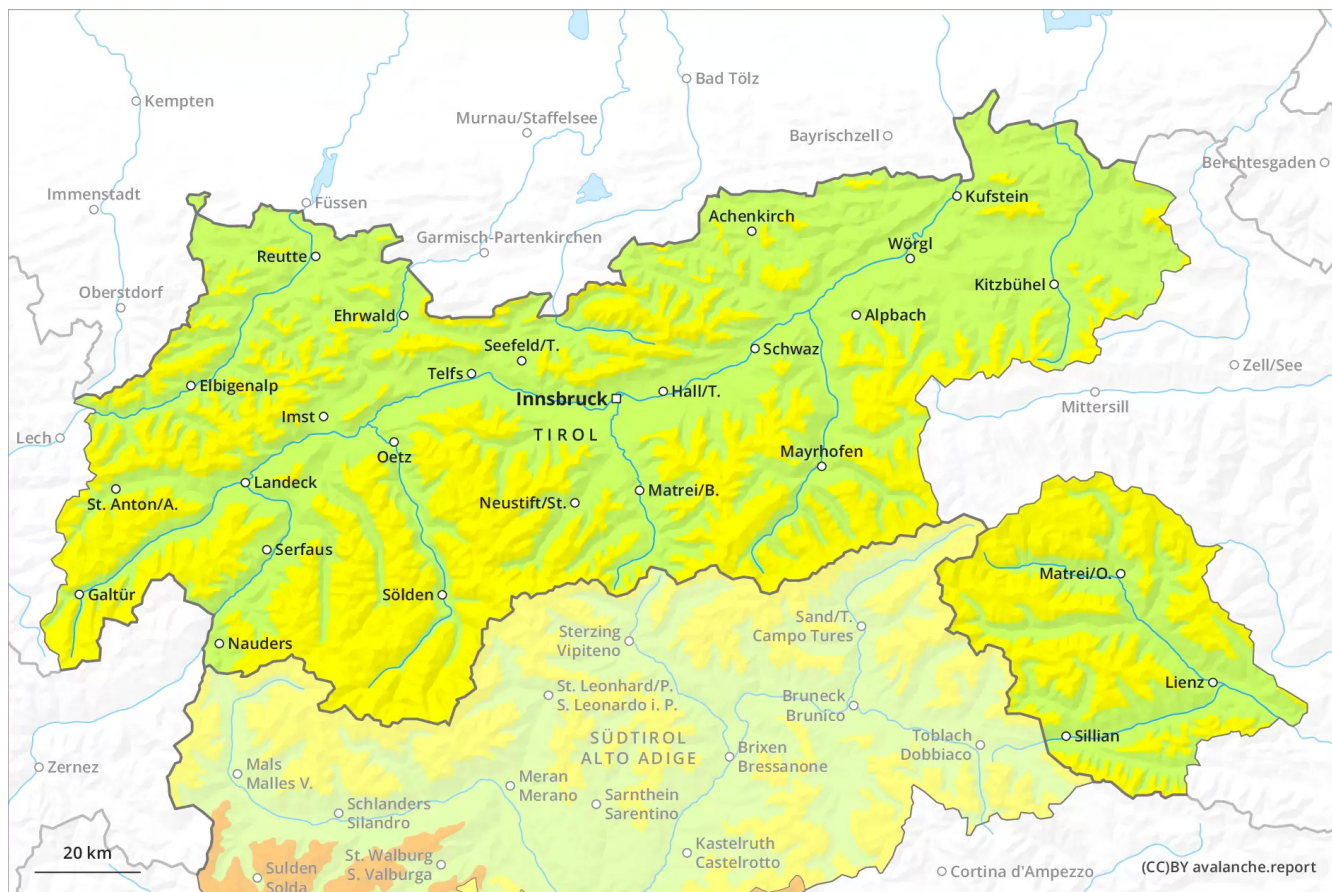 Bad Tölz
Kempten
Murnau/Staffelsee
Bayrischzell
Berchtesgaden
Immenstadt
Füssen
Kufstein
Achenkirch
Garmisch-Partenkirchen
Wörgl
Reutte
Kitzbühel
Oberstdorf
Ehrwald
Alpbach
Seefeld/T.
Schwaz
Zell/See
Telfs
Elbigenalp
Hall/T.
Innsbruck
Mittersill
Imst
TIROL
Lech
Oetz
Mayrhofen
Landeck
Matrei/B.
St. Anton/A.
Neustift/St.
Serfaus
Matrei/O.
Galtür
Sölden
Sand/T.
Campo Tures
Sterzing
Vipiteno
Nauders
Lienz
St. Leonhard/P.
S. Leonardo i. P.
Bruneck
Brunico
SÜDTIROL
ALTO ADIGE
Toblach
Dobbiaco
Sillian
Brixen
Bressanone
Zernez
Mals
Malles V.
Meran
Merano
Sarnthein
Sarentino
Schlanders
Silandro
Kastelruth
Castelrotto
20 km
St. Walburg
S. Valburga
Sulden
Solda
Cortina d'Ampezzo
(CC)BY avalanche.report